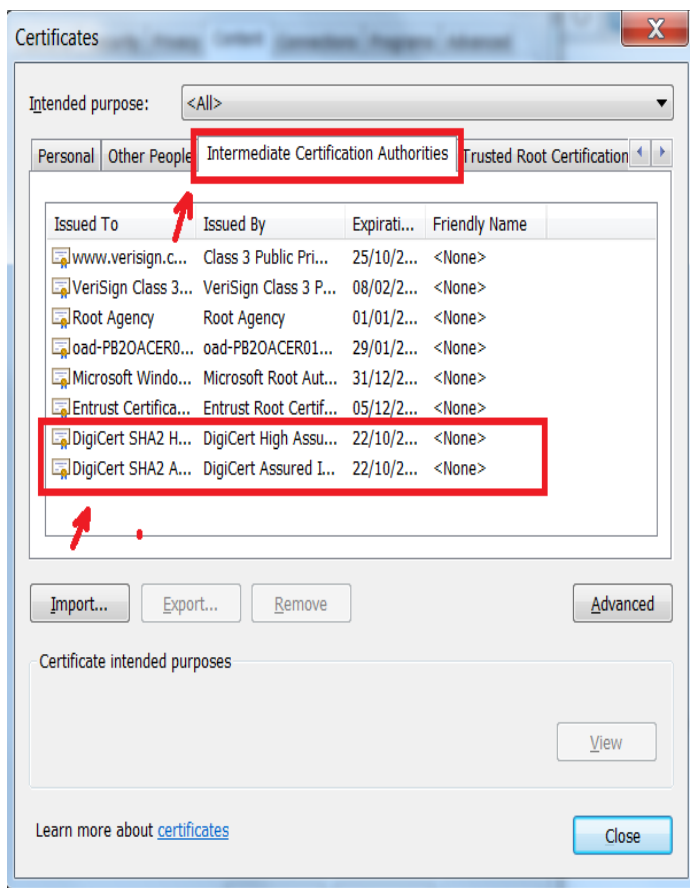 Certificates
Intended purpose: <All>
Personal Other People Intermediate Certification Authorities Trusted Root Certification
Issued To Issued By Expirati... Friendly Name
www.verisign.c... Class 3 Public Pri... 25/10/2... <None>
VeriSign Class 3... VeriSign Class 3 P... 08/02/2... <None>
Root Agency Root Agency 01/01/2... <None>
oad-PB2OACER0... oad-PB2OACER01... 29/01/2... <None>
Microsoft Windo... Microsoft Root Aut... 31/12/2... <None>
Entrust Certifica... Entrust Root Certif... 05/12/2... <None>
DigiCert SHA2 H... DigiCert High Assu... 22/10/2... <None>
DigiCert SHA2 A... DigiCert Assured I... 22/10/2... <None>
Import... Export... Remove Advanced
Certificate intended purposes
View
Learn more about certificates
Close